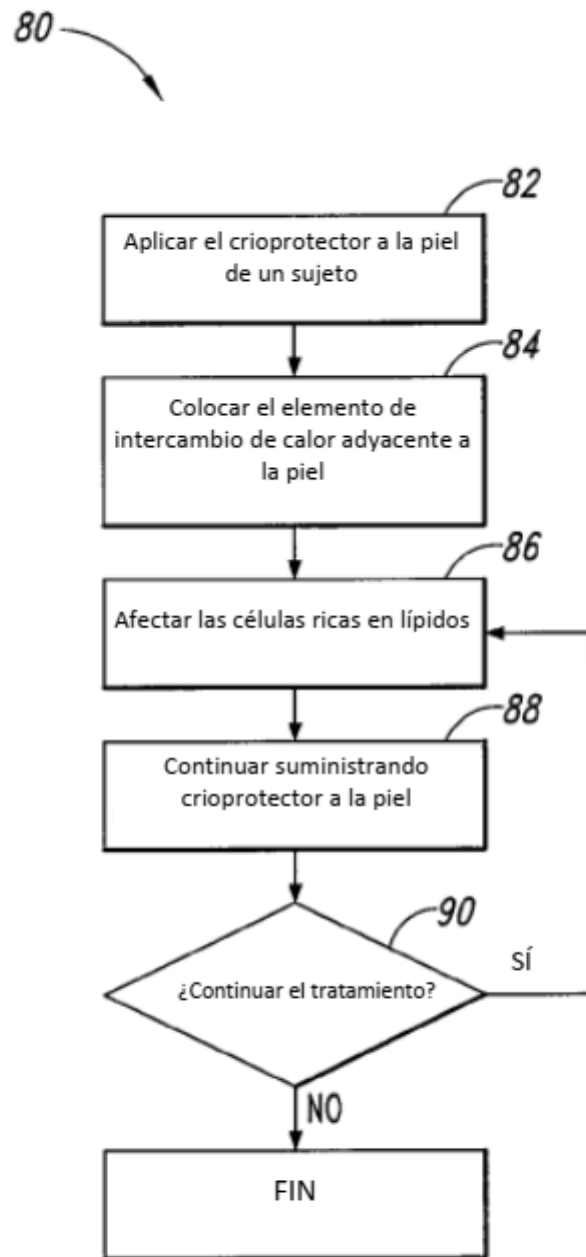 80
82
Aplicar el crioprotector a la piel
de un sujeto
84
Colocar el elemento de
intercambio de calor adyacente a
la piel
86
Afectar las células ricas en lípidos
88
Continuar suministrando
crioprotector a la piel
90
¿Continuar el tratamiento?
SÍ
NO
FIN